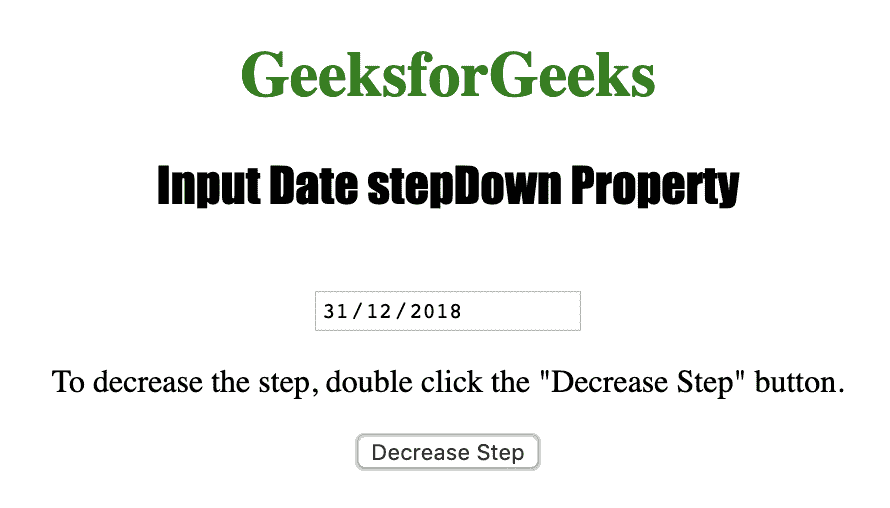 GeeksforGeeks
Input Date stepDown Property
31/12/2018
To decrease the step, double click the "Decrease Step" button.
Decrease Step